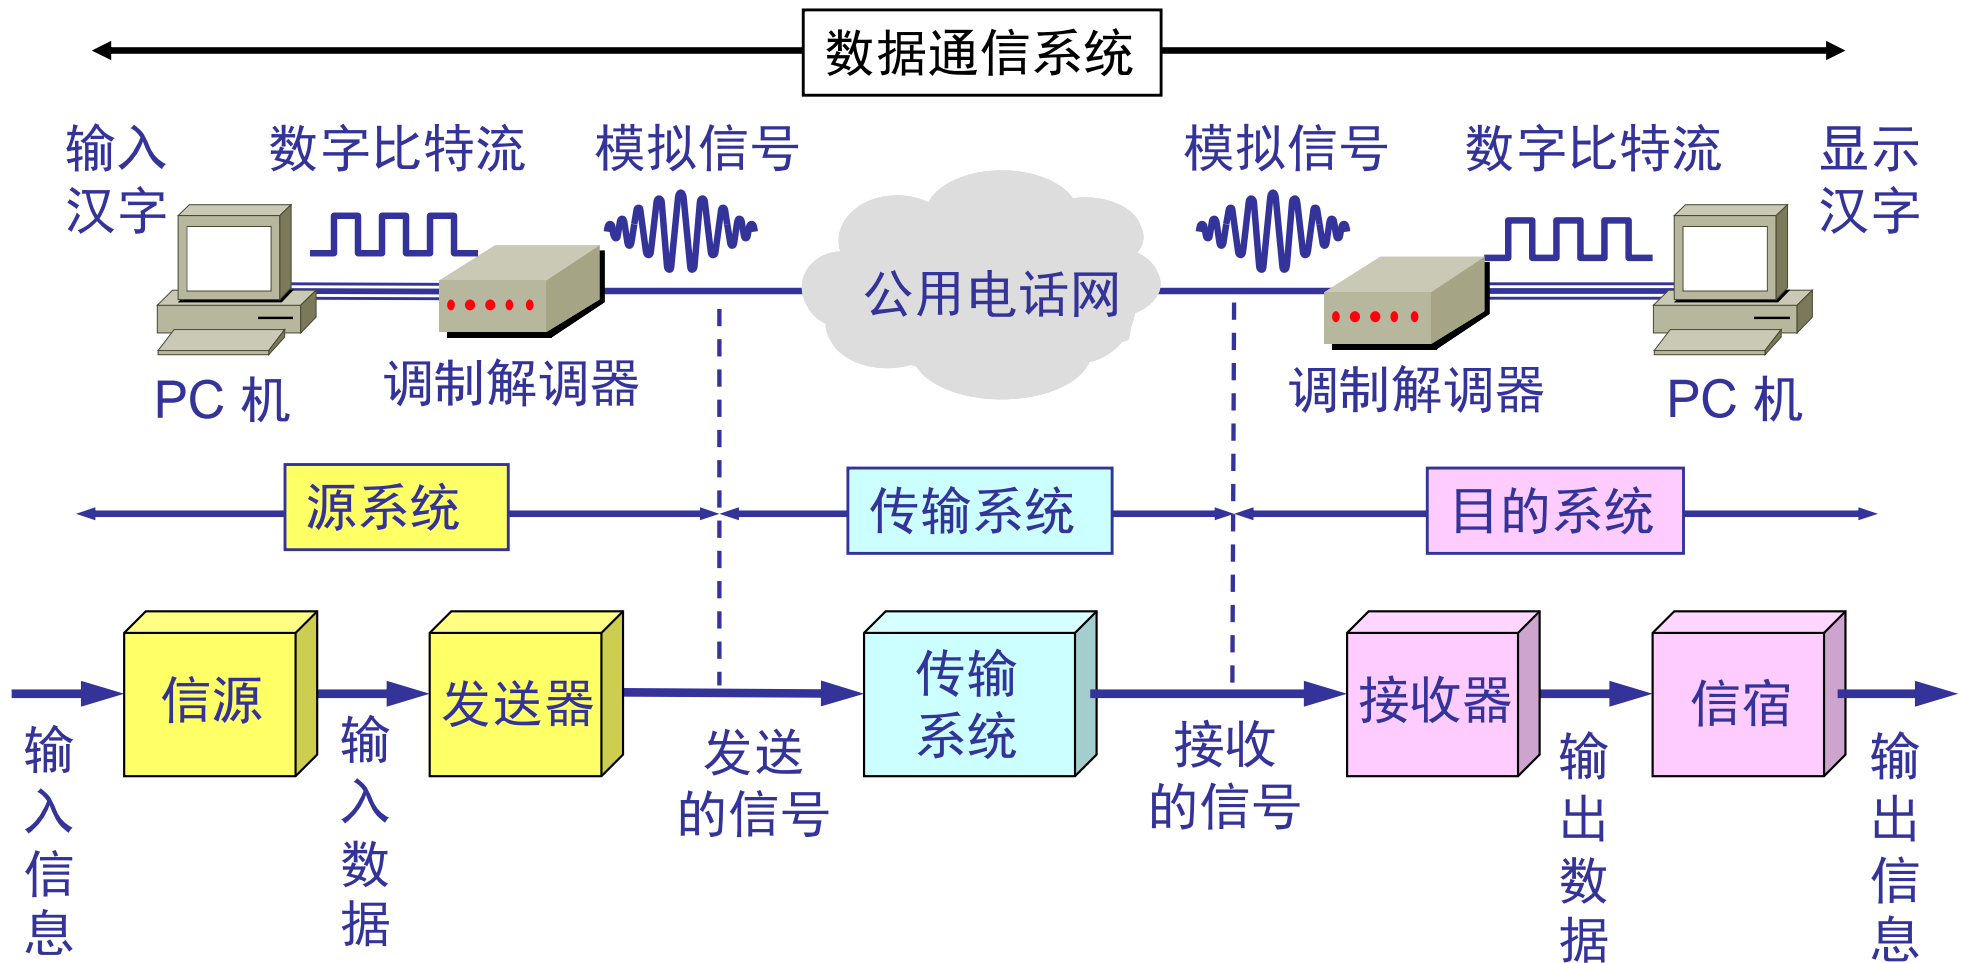 数据通信系统
输入
汉字
数字比特流
模拟信号
模拟信号
数字比特流
显示
汉字
公用电话网
PC 机
调制解调器
调制解调器
PC 机
源系统
传输系统
目的系统
信源
发送器
传输
系统
接收器
信宿
输入信息
输入数据
发送
的信号
接收
的信号
输出数据
输出信息